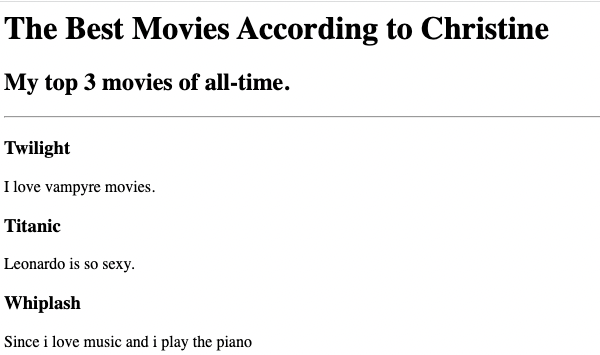 The Best Movies According to Christine
My top 3 movies of all-time.
Twilight
I love vampyre movies.
Titanic
Leonardo is so sexy.
Whiplash
Since i love music and i play the piano